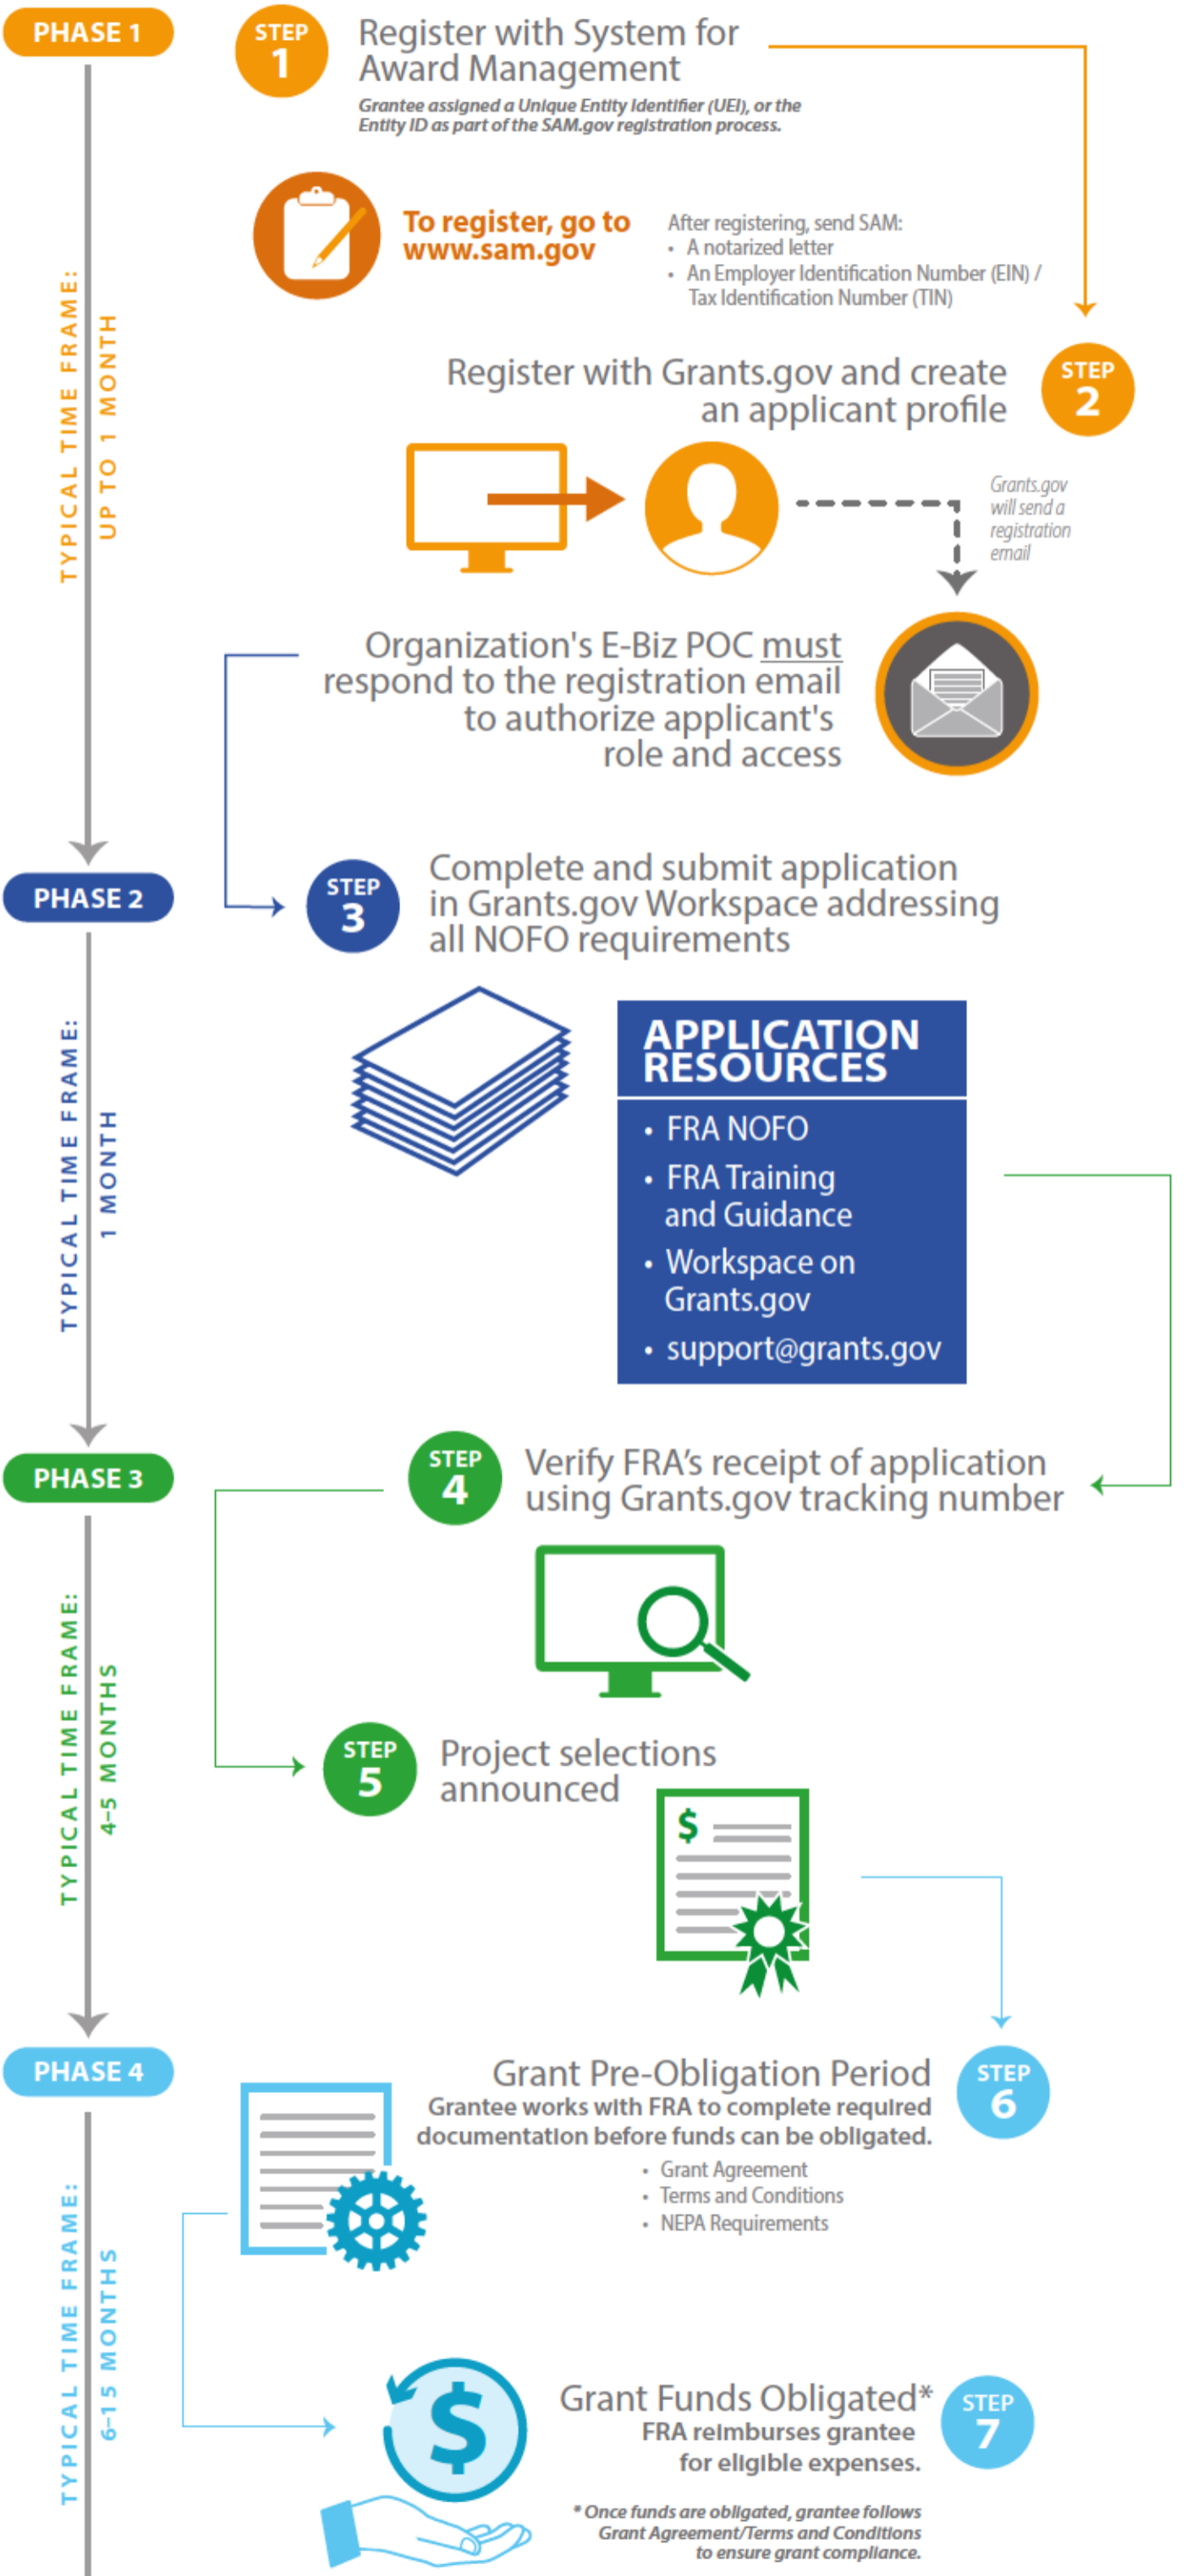 PHASE 1
STEP
1
Register with System for
Award Management
Grantee assigned a Unique Entity Identifier (UEI), or the
Entity ID as part of the SAM.gov registration process.
To register, go to
www.sam.gov
After registering, send SAM:
• A notarized letter
• An Employer Identification Number (EIN) /
Tax Identification Number (TIN)
TYPICAL TIME FRAME:
UP TO 1 MONTH
Register with Grants.gov and create
an applicant profile
STEP
2
Grants.gov
will send a
registration
email
Organization's E-Biz POC must
respond to the registration email
to authorize applicant's
role and access
PHASE 2
STEP
3
Complete and submit application
in Grants.gov Workspace addressing
all NOFO requirements
TYPICAL TIME FRAME:
1 MONTH
APPLICATION
RESOURCES
• FRA NOFO
• FRA Training
and Guidance
• Workspace on
Grants.gov
• support@grants.gov
PHASE 3
STEP
4
Verify FRA's receipt of application
using Grants.gov tracking number
TYPICAL TIME FRAME:
4–5 MONTHS
STEP
5
Project selections
announced
$
PHASE 4
Grant Pre-Obligation Period
Grantee works with FRA to complete required
documentation before funds can be obligated.
• Grant Agreement
• Terms and Conditions
• NEPA Requirements
STEP
6
TYPICAL TIME FRAME:
6–15 MONTHS
$
Grant Funds Obligated*
FRA reimburses grantee
for eligible expenses.
STEP
7
* Once funds are obligated, grantee follows
Grant Agreement/Terms and Conditions
to ensure grant compliance.